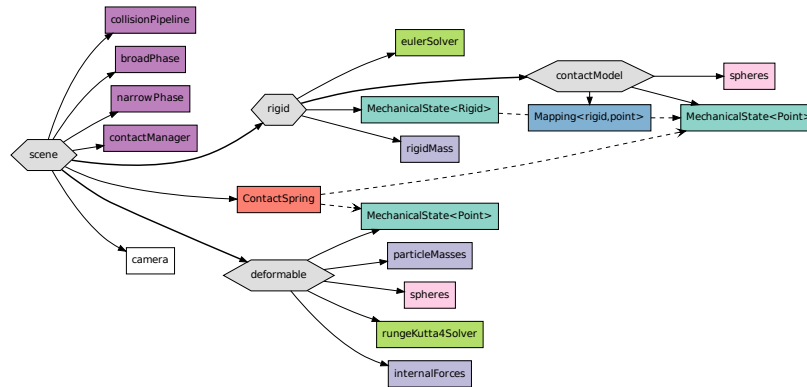 collisionPipeline
broadPhase
narrowPhase
contactManager
scene
camera
rigid
eulerSolver
MechanicalState<Rigid>
rigidMass
contactModel
spheres
Mapping<rigid,point>
MechanicalState<Point>
ContactSpring
MechanicalState<Point>
deformable
particleMasses
spheres
rungeKutta4Solver
internalForces